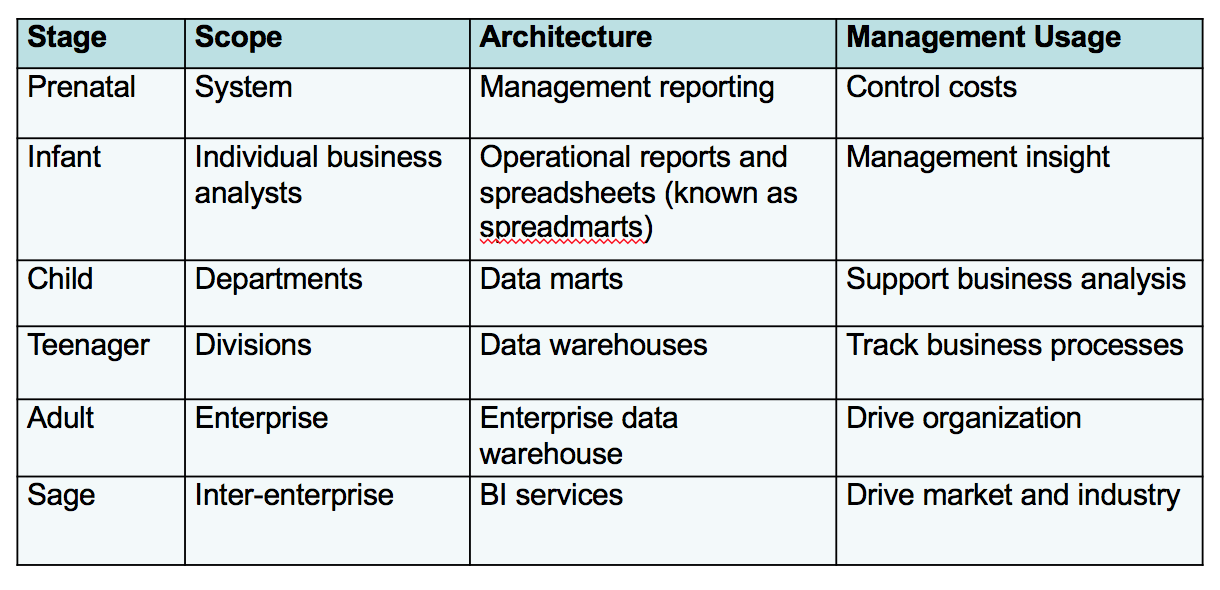 Stage Scope Architecture Management Usage
Prenatal System Management reporting Control costs
Infant Individual business Operational reports and Management insight
analysts spreadsheets (known as
spreadmarts)
Child Departments Data marts Support business analysis
Teenager Divisions Data warehouses Track business processes
Adult Enterprise Enterprise data Drive organization
warehouse
Sage Inter-enterprise BI services Drive market and industry